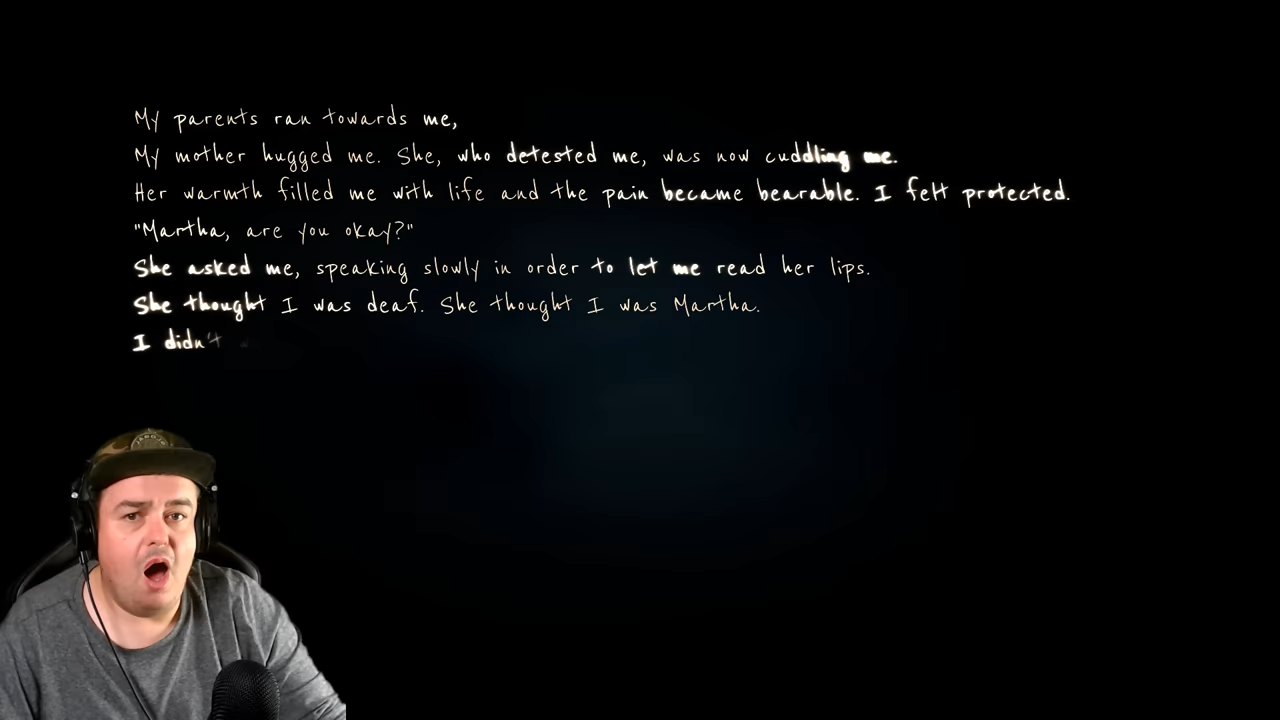 My parents ran towards me,
My mother hugged me. She, who detested me, was now cuddling me.
Her warmth filled me with life and the pain became bearable. I felt protected.
"Martha, are you okay?"
She asked me, speaking slowly in order to let me read her lips.
She thought I was deaf. She thought I was Martha.
I didn't